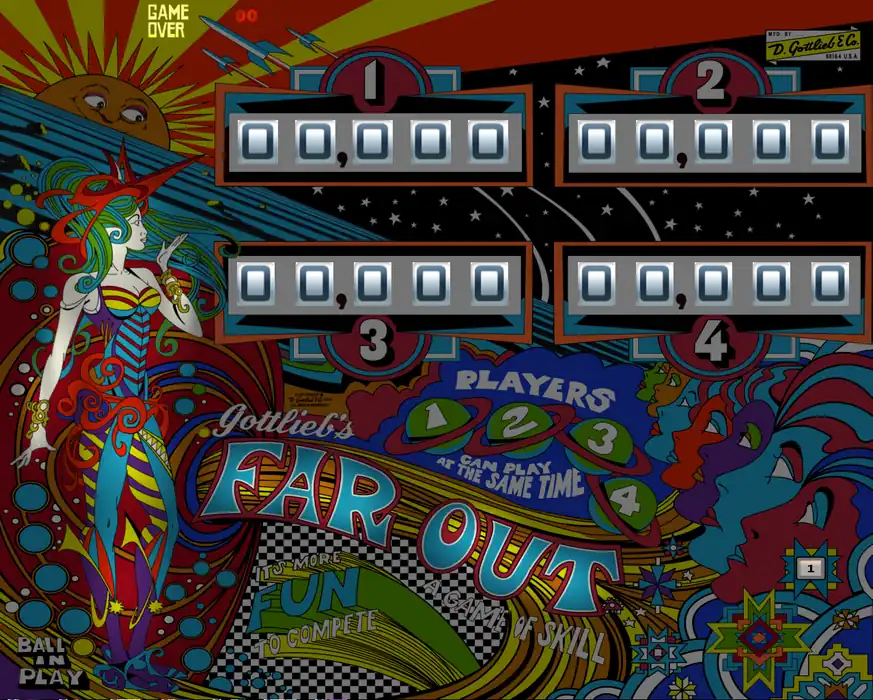 GAME
OVER
00
MFD. BY
D. Gottlieb & Co.
60164 U.S.A.
1
00,000
2
00,000
00,000
3
00,000
4
PLAYERS
1 2 3 4
CAN PLAY
AT THE SAME TIME
Gottlieb's
FAR OUT
IT'S MORE
FUN
TO COMPETE
A GAME OF SKILL
1
BALL
IN
PLAY